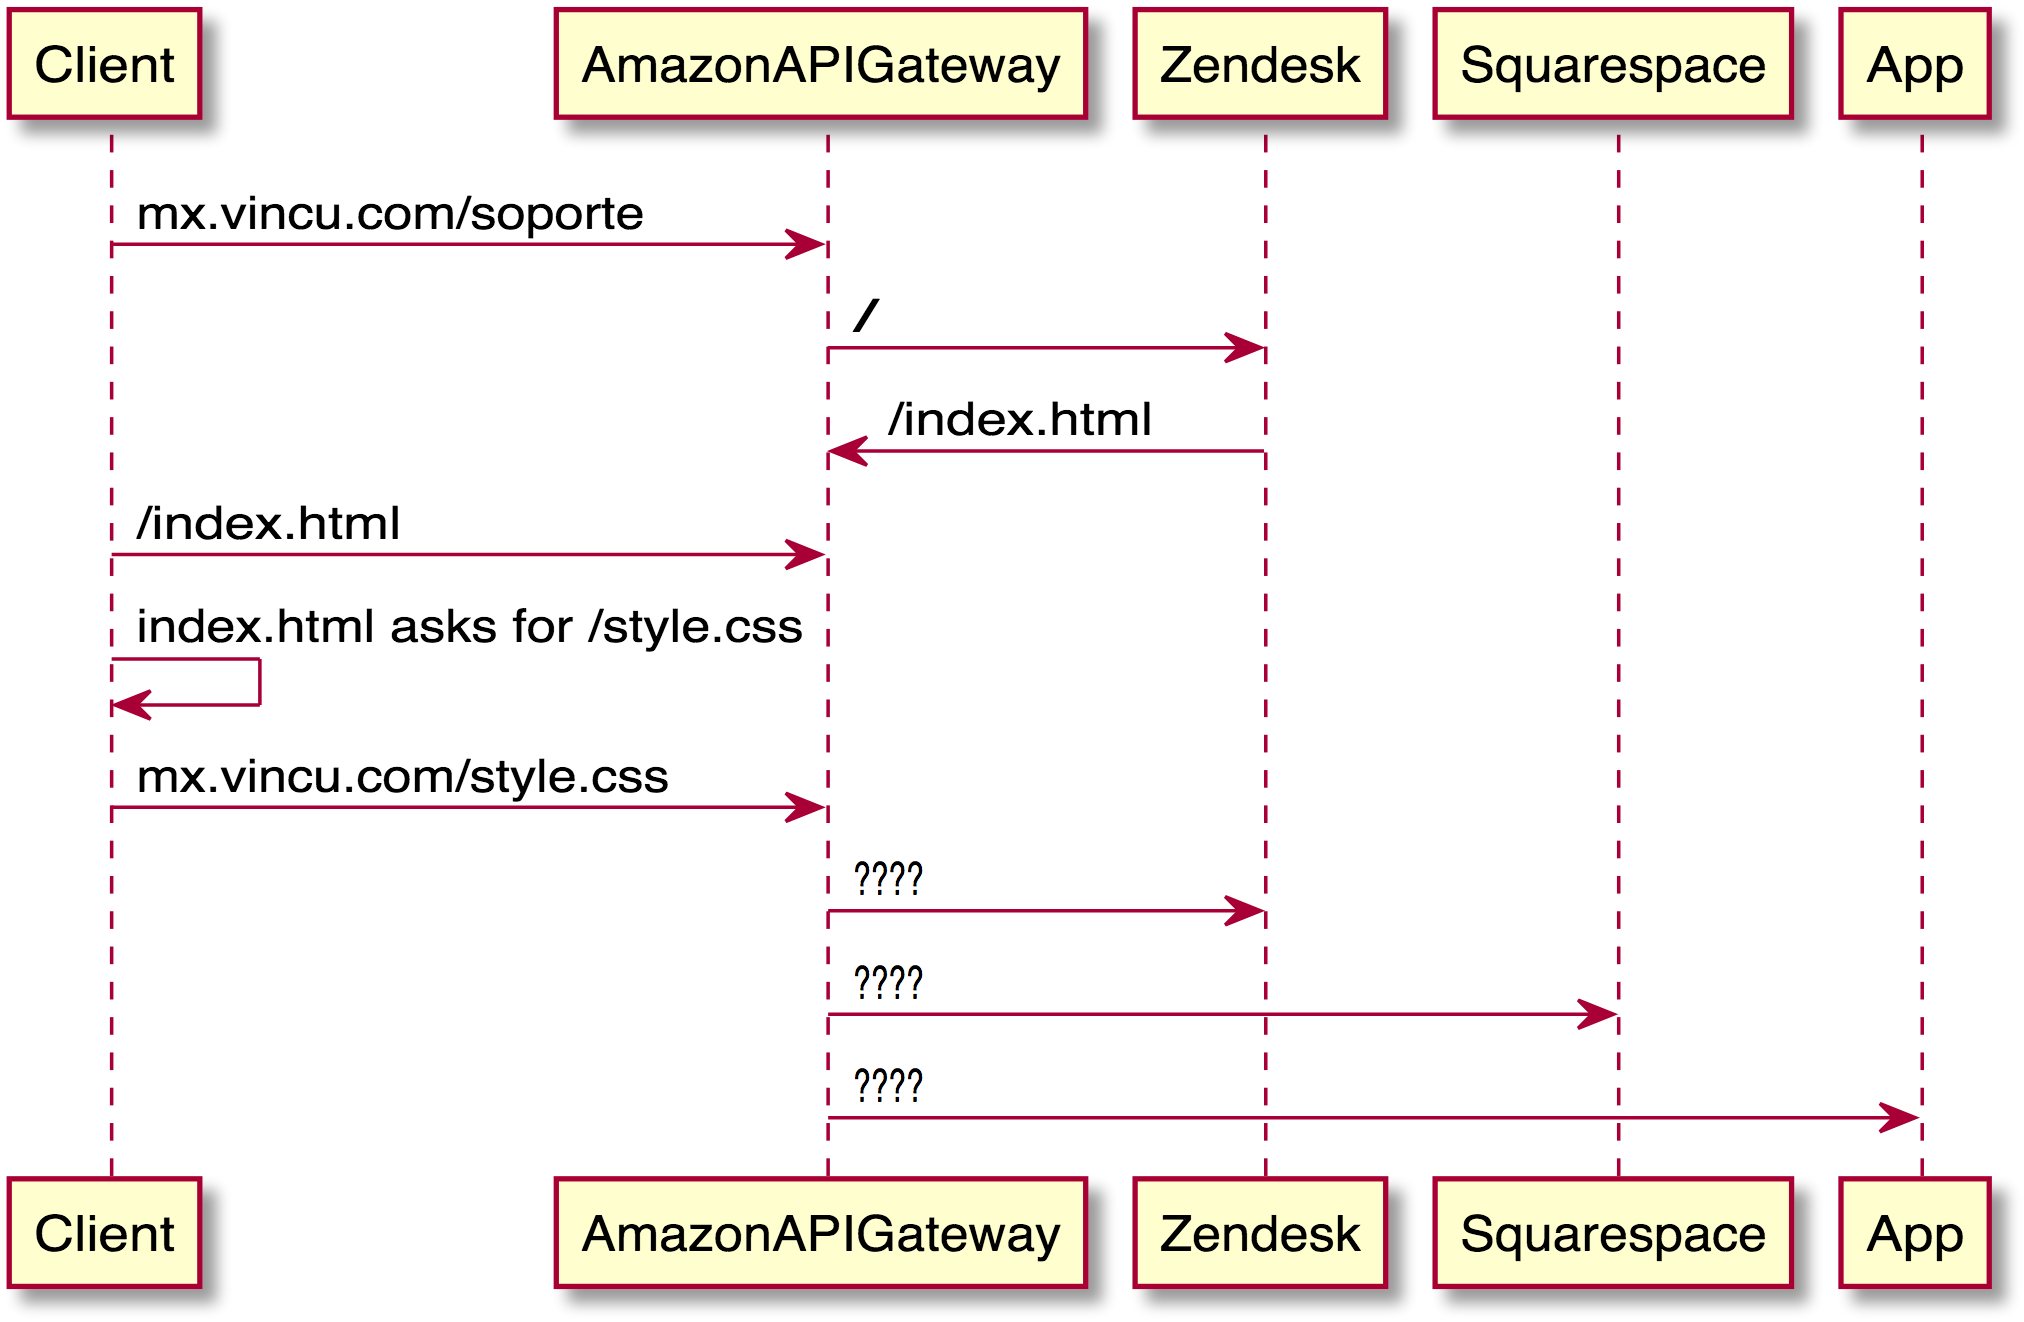 Client
AmazonAPIGateway
Zendesk
Squarespace
App
mx.vincu.com/soporte
/
/index.html
/index.html
index.html asks for /style.css
mx.vincu.com/style.css
????
????
????
Client
AmazonAPIGateway
Zendesk
Squarespace
App